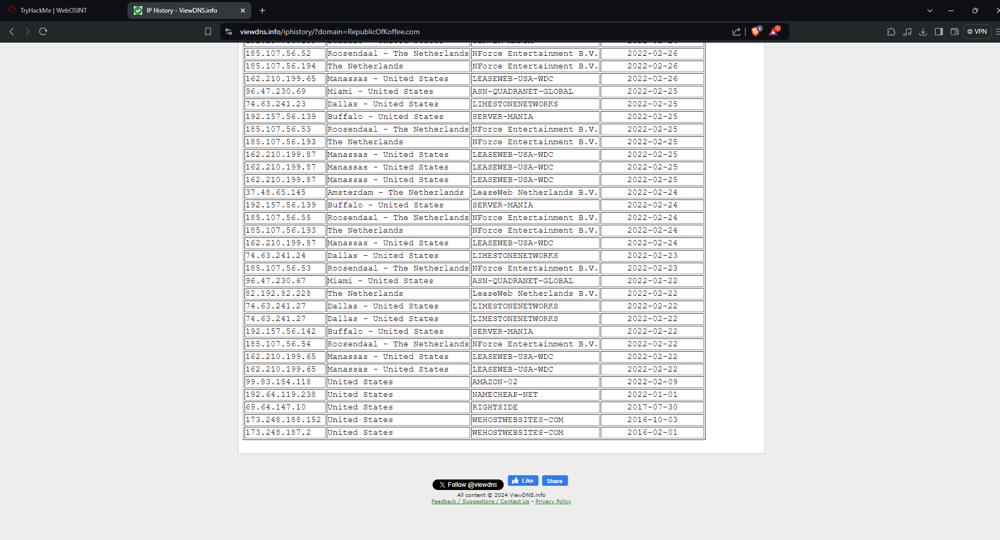 TryHackMe | WebOSINT
IP History - ViewDNS.info
viewdns.info/iphistory/?domain=RepublicOfKoffee.com
5
1
VPN
185.107.56.52 Roosendaal - The Netherlands NForce Entertainment B.V. 2022-02-26
185.107.56.194 The Netherlands NForce Entertainment B.V. 2022-02-26
162.210.199.65 Manassas - United States LEASEWEB-USA-WDC 2022-02-26
96.47.230.69 Miami - United States ASN-QUADRANET-GLOBAL 2022-02-25
74.63.241.23 Dallas - United States LIMESTONENETWORKS 2022-02-25
192.157.56.139 Buffalo - United States SERVER-MANIA 2022-02-25
185.107.56.53 Roosendaal - The Netherlands NForce Entertainment B.V. 2022-02-25
185.107.56.193 The Netherlands NForce Entertainment B.V. 2022-02-25
162.210.199.87 Manassas - United States LEASEWEB-USA-WDC 2022-02-25
162.210.199.87 Manassas - United States LEASEWEB-USA-WDC 2022-02-25
162.210.199.87 Manassas - United States LEASEWEB-USA-WDC 2022-02-25
37.48.65.145 Amsterdam - The Netherlands LeaseWeb Netherlands B.V. 2022-02-24
192.157.56.139 Buffalo - United States SERVER-MANIA 2022-02-24
185.107.56.55 Roosendaal - The Netherlands NForce Entertainment B.V. 2022-02-24
185.107.56.193 The Netherlands NForce Entertainment B.V. 2022-02-24
162.210.199.87 Manassas - United States LEASEWEB-USA-WDC 2022-02-24
74.63.241.24 Dallas - United States LIMESTONENETWORKS 2022-02-23
185.107.56.53 Roosendaal - The Netherlands NForce Entertainment B.V. 2022-02-23
96.47.230.67 Miami - United States ASN-QUADRANET-GLOBAL 2022-02-22
82.192.82.228 The Netherlands LeaseWeb Netherlands B.V. 2022-02-22
74.63.241.27 Dallas - United States LIMESTONENETWORKS 2022-02-22
74.63.241.27 Dallas - United States LIMESTONENETWORKS 2022-02-22
192.157.56.142 Buffalo - United States SERVER-MANIA 2022-02-22
185.107.56.54 Roosendaal - The Netherlands NForce Entertainment B.V. 2022-02-22
162.210.199.65 Manassas - United States LEASEWEB-USA-WDC 2022-02-22
162.210.199.65 Manassas - United States LEASEWEB-USA-WDC 2022-02-22
99.83.154.118 United States AMAZON-02 2022-02-09
192.64.119.238 United States NAMECHEAP-NET 2022-01-01
69.64.147.10 United States RIGHTSIDE 2017-07-30
173.248.188.152 United States WEHOSTWEBSITES-COM 2016-10-03
173.248.187.2 United States WEHOSTWEBSITES-COM 2016-02-01
X Follow @viewdns Like Share
All content © 2024 ViewDNS.info
Feedback / Suggestions / Contact Us - Privacy Policy